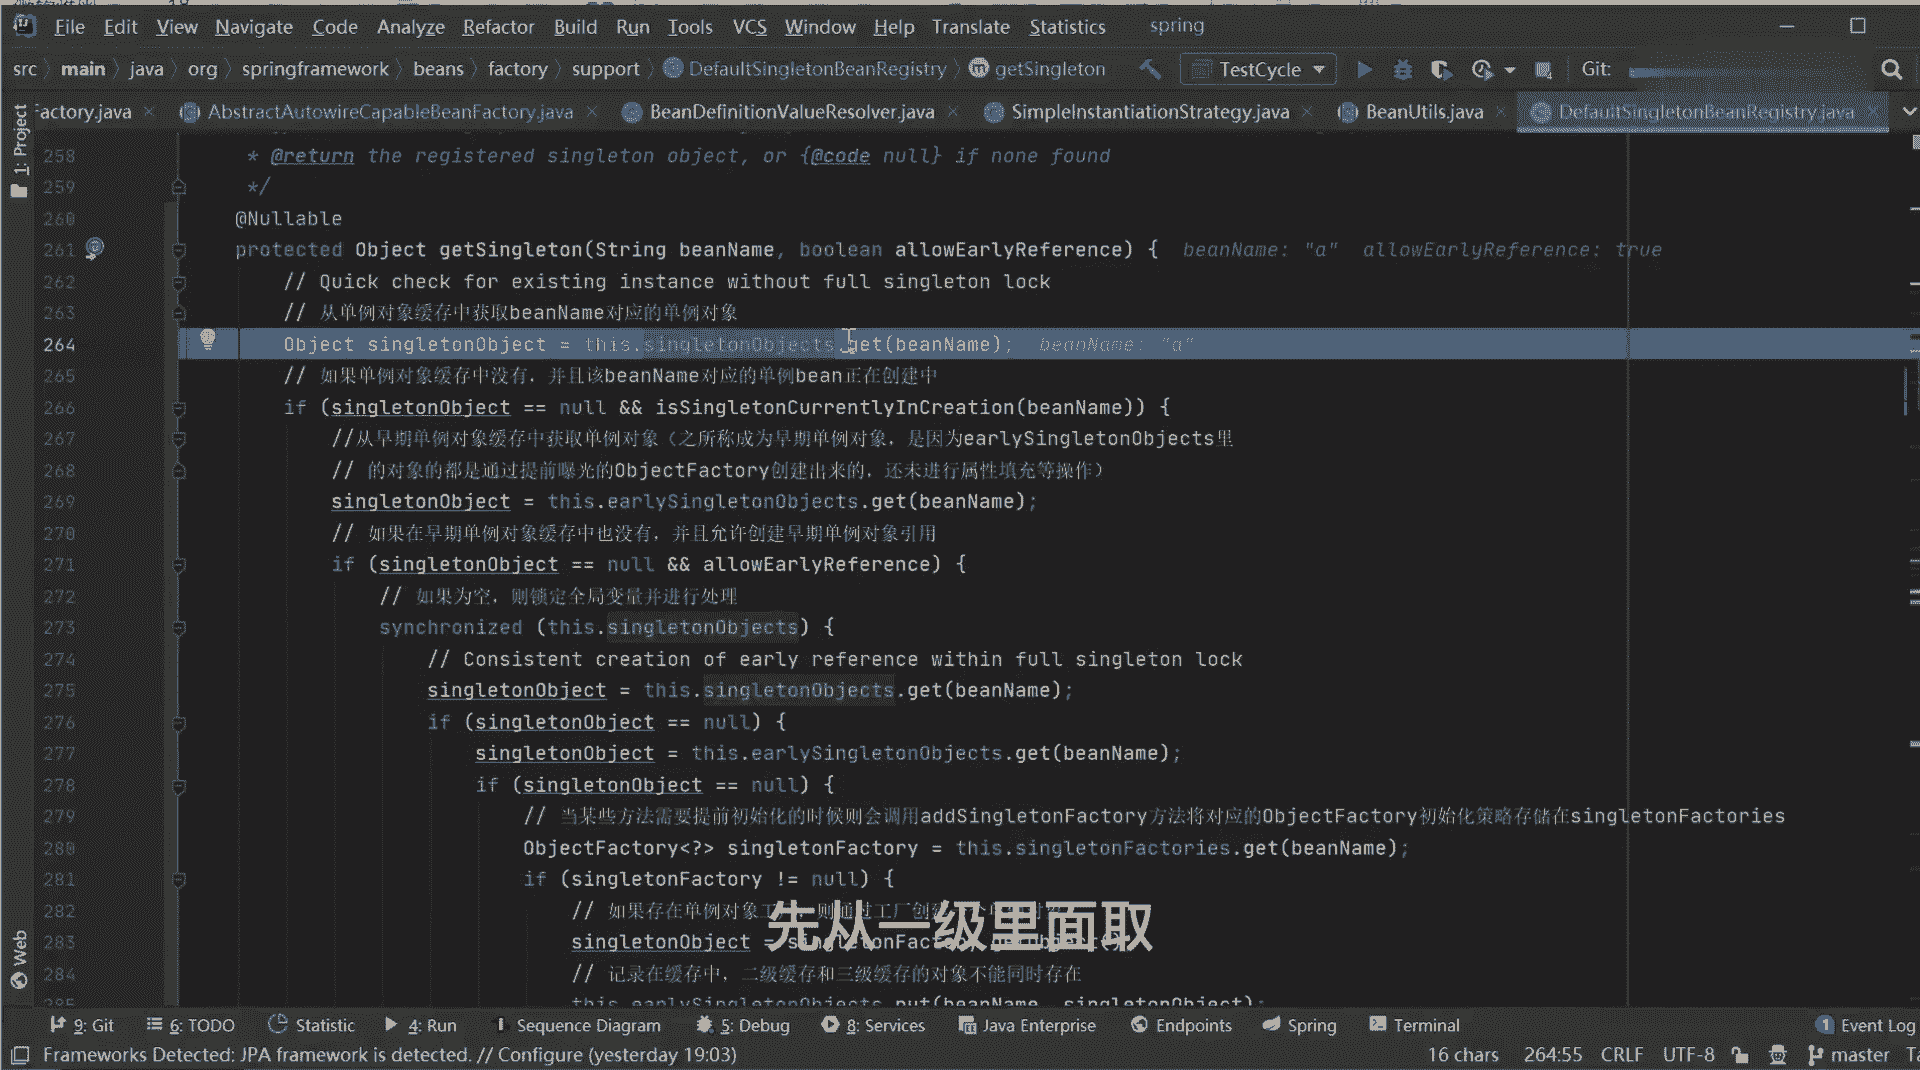 File Edit View Navigate Code Analyze Refactor Build Run Tools VCS Window Help Translate Statistics spring
src main java org springframework beans factory support DefaultSingletonBeanRegistry getSingleton TestCycle Git:
Factory.java AbstractAutowireCapableBeanFactory.java BeanDefinitionValueResolver.java SimpleInstantiationStrategy.java BeanUtils.java DefaultSingletonBeanRegistry.java
1: Project
258 * @return the registered singleton object, or {@code null} if none found
259 */
260 @Nullable
261 protected Object getSingleton(String beanName, boolean allowEarlyReference) { beanName: "a" allowEarlyReference: true
262 // Quick check for existing instance without full singleton lock
263 // 从单例对象缓存中获取beanName对应的单例对象
264 Object singletonObject = this.singletonObjects.get(beanName); beanName: "a"
265 // 如果单例对象缓存中没有，并且该beanName对应的单例bean正在创建中
266 if (singletonObject == null && isSingletonCurrentlyInCreation(beanName)) {
267 //从早期单例对象缓存中获取单例对象（之所称成为早期单例对象，是因为earlySingletonObjects里
268 // 的对象的都是通过提前曝光的ObjectFactory创建出来的，还未进行属性填充等操作）
269 singletonObject = this.earlySingletonObjects.get(beanName);
270 // 如果在早期单例对象缓存中也没有，并且允许创建早期单例对象引用
271 if (singletonObject == null && allowEarlyReference) {
272 // 如果为空，则锁定全局变量并进行处理
273 synchronized (this.singletonObjects) {
274 // Consistent creation of early reference within full singleton lock
275 singletonObject = this.singletonObjects.get(beanName);
276 if (singletonObject == null) {
277 singletonObject = this.earlySingletonObjects.get(beanName);
278 if (singletonObject == null) {
279 // 当某些方法需要提前初始化的时候则会调用addSingletonFactory方法将对应的ObjectFactory初始化策略存储在singletonFactories
280 ObjectFactory<?> singletonFactory = this.singletonFactories.get(beanName);
281 if (singletonFactory != null) {
282 // 如果存在单例对象工厂，则通过工厂创建
283 singletonObject =
先从一级里面取
284 // 记录在缓存中，二级缓存和三级缓存的对象不能同时存在
285 this.earlySingletonObjects.put(beanName, singletonObject);
Web
9: Git 6: TODO Statistic 4: Run Sequence Diagram 5: Debug 8: Services Java Enterprise Endpoints Spring Terminal 1 Event Log
Frameworks Detected: JPA framework is detected. // Configure (yesterday 19:03) 16 chars 264:55 CRLF UTF-8 master